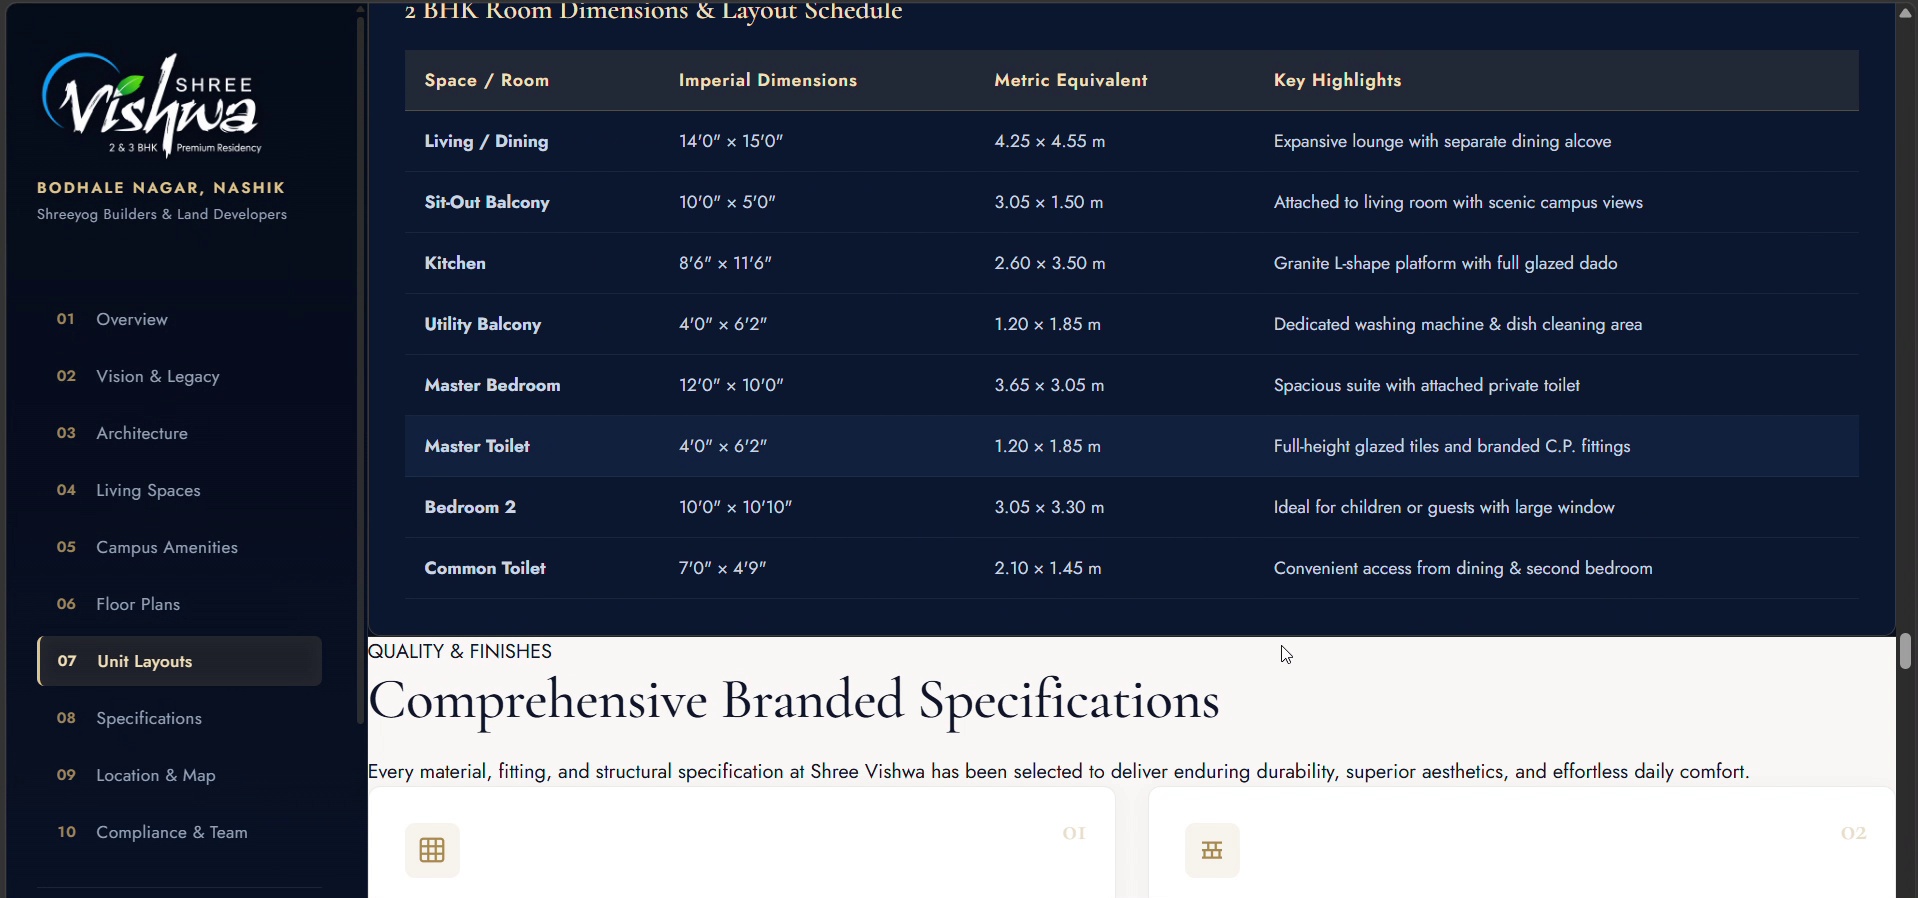 SHREE
Vishwa
2 & 3 BHK Premium Residency
BODHALE NAGAR, NASHIK
Shreeyog Builders & Land Developers
01 Overview
02 Vision & Legacy
03 Architecture
04 Living Spaces
05 Campus Amenities
06 Floor Plans
07 Unit Layouts
08 Specifications
09 Location & Map
10 Compliance & Team
2 BHK Room Dimensions & Layout Schedule
Space / Room Imperial Dimensions Metric Equivalent Key Highlights
Living / Dining 14'0" × 15'0" 4.25 × 4.55 m Expansive lounge with separate dining alcove
Sit-Out Balcony 10'0" × 5'0" 3.05 × 1.50 m Attached to living room with scenic campus views
Kitchen 8'6" × 11'6" 2.60 × 3.50 m Granite L-shape platform with full glazed dado
Utility Balcony 4'0" × 6'2" 1.20 × 1.85 m Dedicated washing machine & dish cleaning area
Master Bedroom 12'0" × 10'0" 3.65 × 3.05 m Spacious suite with attached private toilet
Master Toilet 4'0" × 6'2" 1.20 × 1.85 m Full-height glazed tiles and branded C.P. fittings
Bedroom 2 10'0" × 10'10" 3.05 × 3.30 m Ideal for children or guests with large window
Common Toilet 7'0" × 4'9" 2.10 × 1.45 m Convenient access from dining & second bedroom
QUALITY & FINISHES
Comprehensive Branded Specifications
Every material, fitting, and structural specification at Shree Vishwa has been selected to deliver enduring durability, superior aesthetics, and effortless daily comfort.
01
02